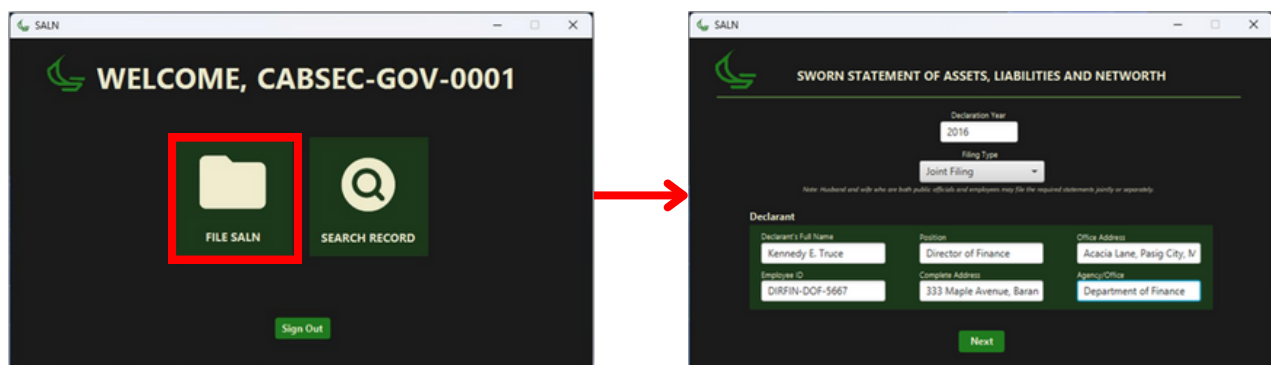 SALN
WELCOME, CABSEC-GOV-0001
FILE SALN
SEARCH RECORD
Sign Out
SALN
SWORN STATEMENT OF ASSETS, LIABILITIES AND NETWORTH
Declaration Year
2016
Filing Type
Joint Filing
Note: Husband and wife who are both public officials and employees may file the required statements jointly or separately.
Declarant
Declarant's Full Name Position Office Address
Kennedy E. Truce Director of Finance Acacia Lane, Pasig City, M
Employee ID Complete Address Agency/Office
DIRFIN-DOF-5667 333 Maple Avenue, Baran Department of Finance
Next